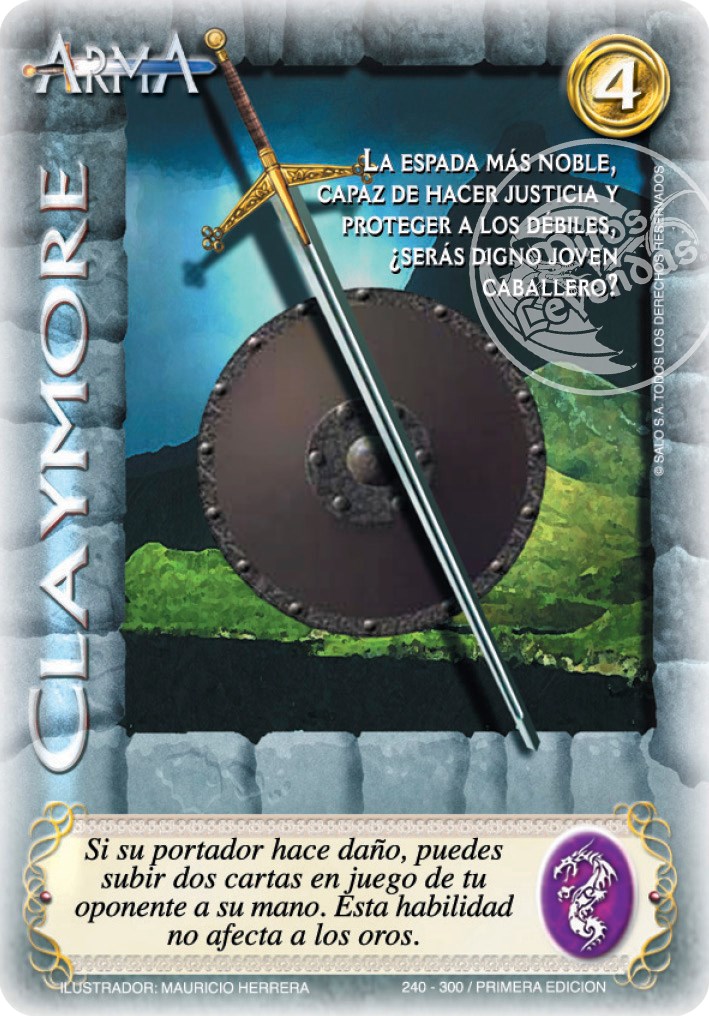 ARMA
4
LA ESPADA MÁS NOBLE,
CAPAZ DE HACER JUSTICIA Y
PROTEGER A LOS DÉBILES,
¿SERÁS DIGNO JOVEN
CABALLERO?
Mitos y
Leyendas
© SALO S.A. TODOS LOS DERECHOS RESERVADOS
CLAYMORE
Si su portador hace daño, puedes
subir dos cartas en juego de tu
oponente a su mano. Esta habilidad
no afecta a los oros.
ILUSTRADOR: MAURICIO HERRERA
240 - 300 / PRIMERA EDICION